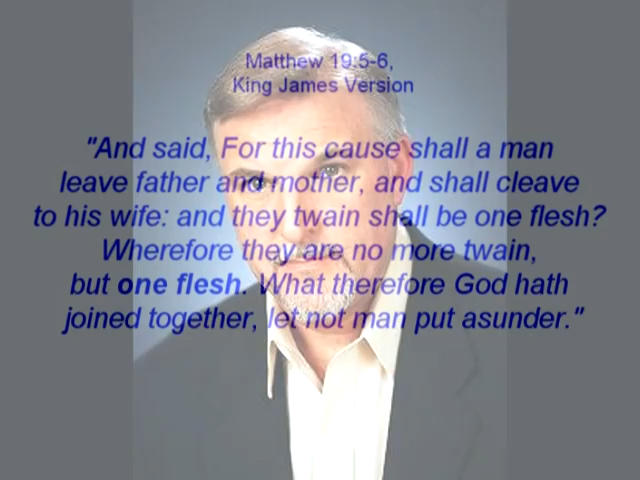 Matthew 19:5-6,
King James Version
"And said, For this cause shall a man
leave father and mother, and shall cleave
to his wife: and they twain shall be one flesh?
Wherefore they are no more twain,
but one flesh. What therefore God hath
joined together, let not man put asunder."